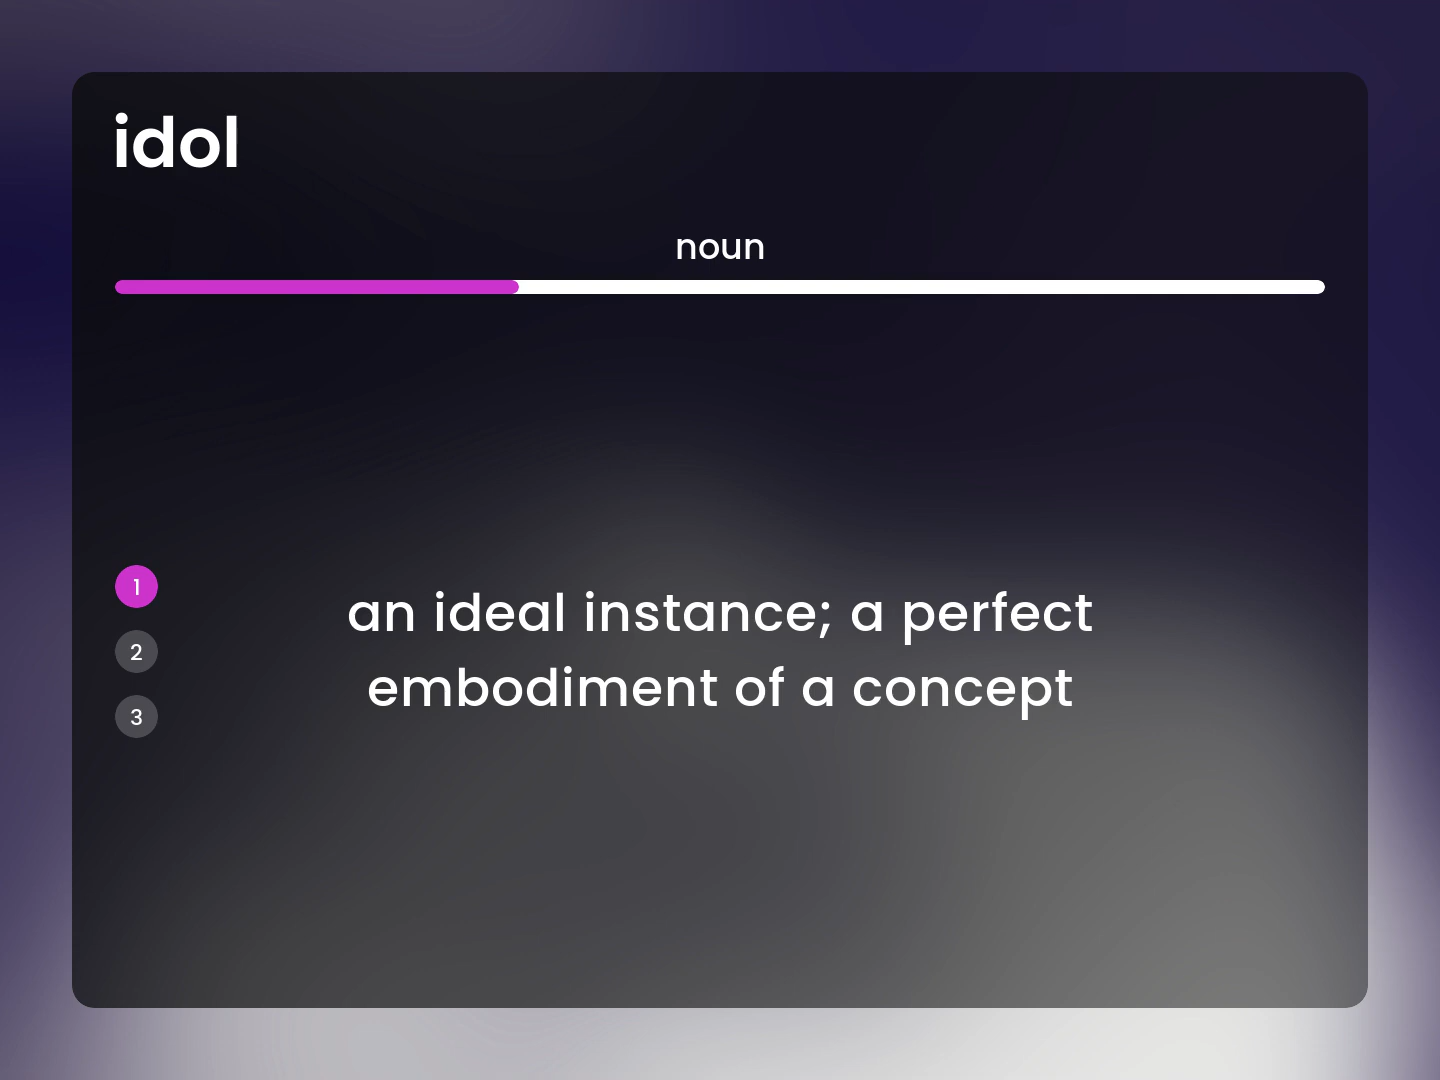 idol
noun
1
2
3
an ideal instance; a perfect
embodiment of a concept